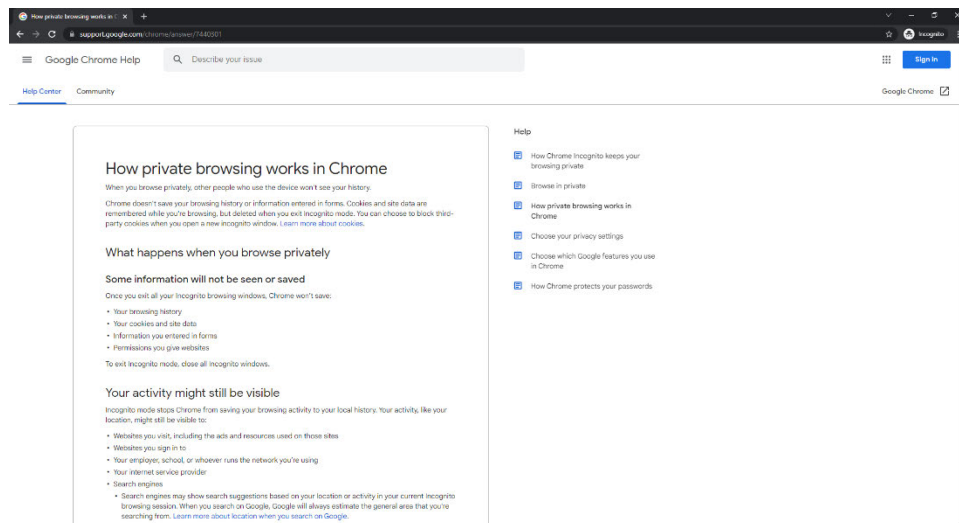 How private browsing works in C
support.google.com/chrome/answer/7440301
Incognito
Google Chrome Help
Describe your issue
Sign in
Help Center
Community
Google Chrome
How private browsing works in Chrome
When you browse privately, other people who use the device won't see your history.
Chrome doesn't save your browsing history or information entered in forms. Cookies and site data are
remembered while you're browsing, but deleted when you exit Incognito mode. You can choose to block third-
party cookies when you open a new incognito window. Learn more about cookies.
What happens when you browse privately
Some information will not be seen or saved
Once you exit all your Incognito browsing windows, Chrome won't save:
• Your browsing history
• Your cookies and site data
• Information you entered in forms
• Permissions you give websites
To exit Incognito mode, close all Incognito windows.
Your activity might still be visible
Incognito mode stops Chrome from saving your browsing activity to your local history. Your activity, like your
location, might still be visible to:
• Websites you visit, including the ads and resources used on those sites
• Websites you sign in to
• Your employer, school, or whoever runs the network you're using
• Your internet service provider
• Search engines
• Search engines may show search suggestions based on your location or activity in your current Incognito
browsing session. When you search on Google, Google will always estimate the general area that you're
searching from. Learn more about location when you search on Google.
Help
How Chrome Incognito keeps your
browsing private
Browse in private
How private browsing works in
Chrome
Choose your privacy settings
Choose which Google features you use
in Chrome
How Chrome protects your passwords